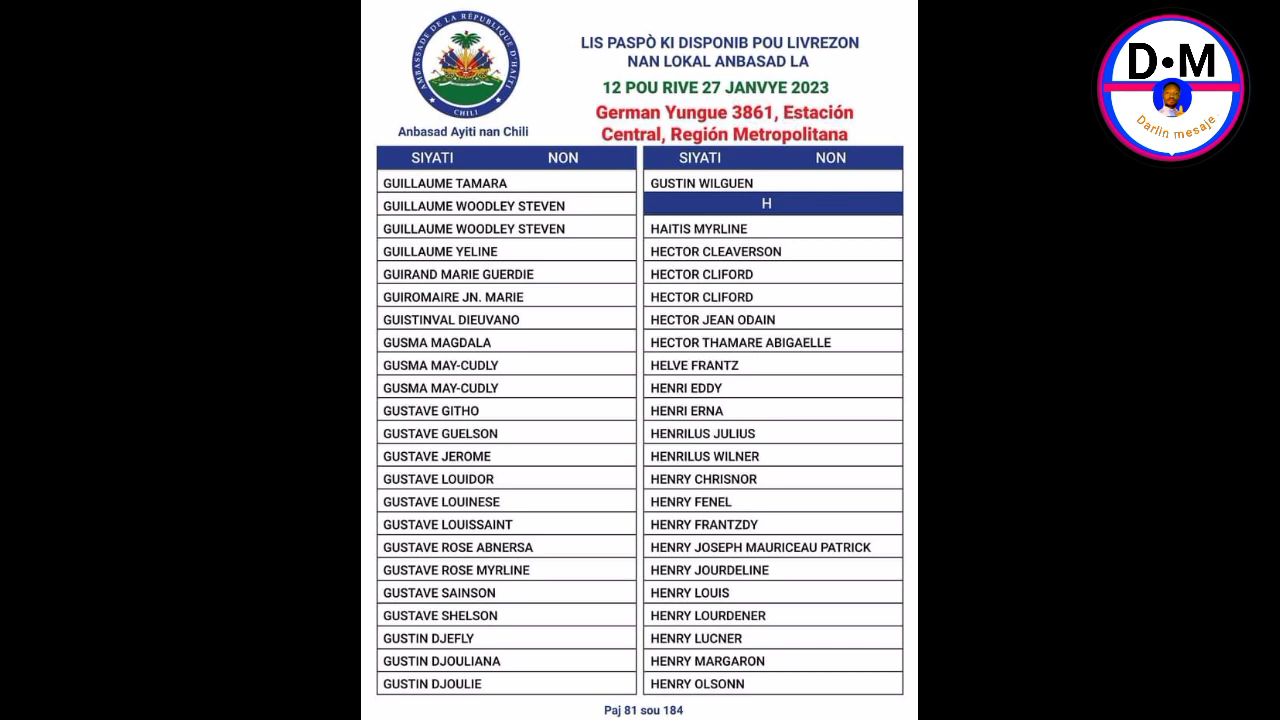 AMBASSADE DE LA RÉPUBLIQUE D'HAÏTI
CHILI
Anbasad Ayiti nan Chili
LIS PASPÒ KI DISPONIB POU LIVREZON
NAN LOKAL ANBASAD LA
12 POU RIVE 27 JANVYE 2023
German Yungue 3861, Estación
Central, Región Metropolitana
D•M
Darlin mesaje
SIYATI NON
GUILLAUME TAMARA
GUILLAUME WOODLEY STEVEN
GUILLAUME WOODLEY STEVEN
GUILLAUME YELINE
GUIRAND MARIE GUERDIE
GUIROMAIRE JN. MARIE
GUISTINVAL DIEUVANO
GUSMA MAGDALA
GUSMA MAY-CUDLY
GUSMA MAY-CUDLY
GUSTAVE GITHO
GUSTAVE GUELSON
GUSTAVE JEROME
GUSTAVE LOUIDOR
GUSTAVE LOUINESE
GUSTAVE LOUISSAINT
GUSTAVE ROSE ABNERSA
GUSTAVE ROSE MYRLINE
GUSTAVE SAINSON
GUSTAVE SHELSON
GUSTIN DJEFLY
GUSTIN DJOULIANA
GUSTIN DJOULIE
SIYATI NON
GUSTIN WILGUEN
H
HAITIS MYRLINE
HECTOR CLEAVERSON
HECTOR CLIFORD
HECTOR CLIFORD
HECTOR JEAN ODAIN
HECTOR THAMARE ABIGAELLE
HELVE FRANTZ
HENRI EDDY
HENRI ERNA
HENRILUS JULIUS
HENRILUS WILNER
HENRY CHRISNOR
HENRY FENEL
HENRY FRANTZDY
HENRY JOSEPH MAURICEAU PATRICK
HENRY JOURDELINE
HENRY LOUIS
HENRY LOURDENER
HENRY LUCNER
HENRY MARGARON
HENRY OLSONN
Paj 81 sou 184